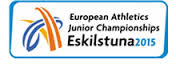 European Athletics
Junior Championships
Eskilstuna2015